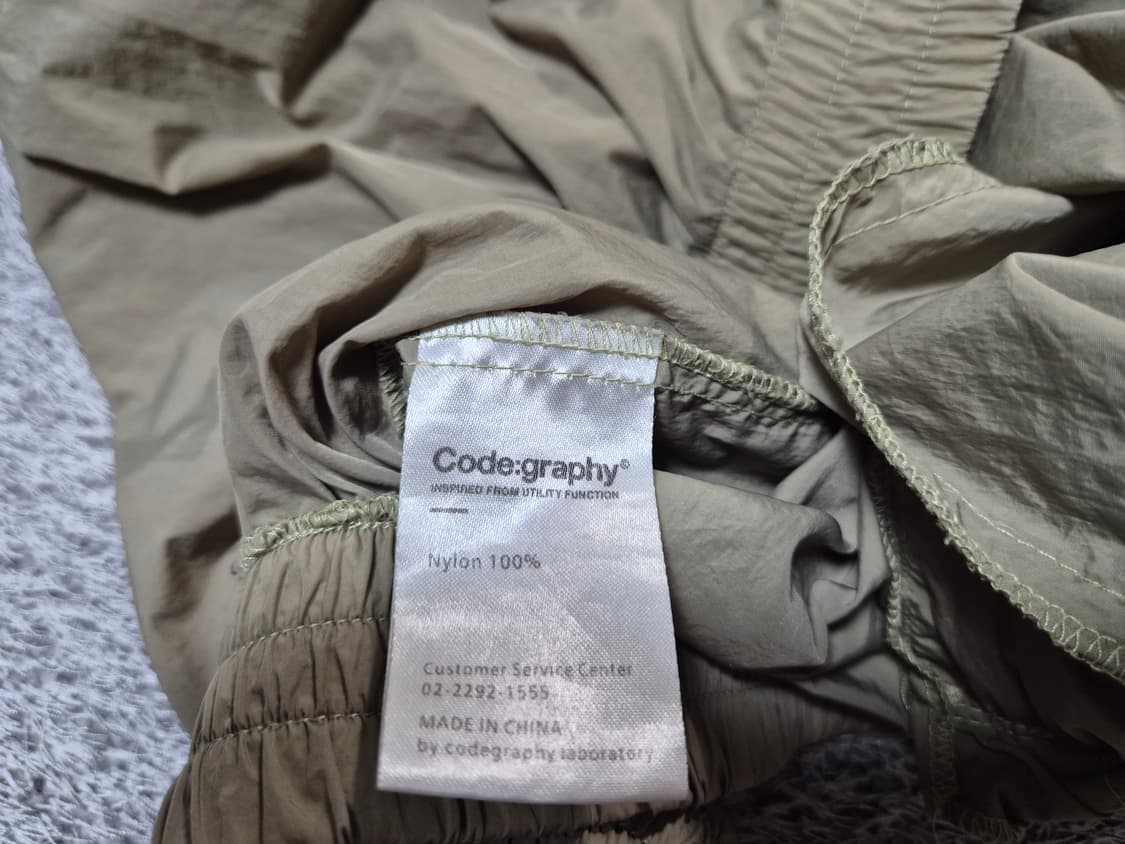 Code:graphy®
INSPIRED FROM UTILITY FUNCTION
Nylon 100%
Customer Service Center
02-2292-1555
MADE IN CHINA
by codegraphy laboratory